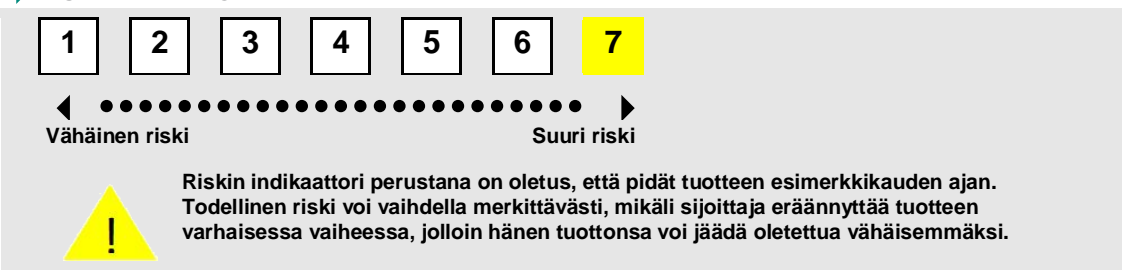 1 2 3 4 5 6 7
Vähäinen riski Suuri riski
Riskin indikaattori perustana on oletus, että pidät tuotteen esimerkkikauden ajan.
Todellinen riski voi vaihdella merkittävästi, mikäli sijoittaja eräännyttää tuotteen
varhaisessa vaiheessa, jolloin hänen tuottonsa voi jäädä oletettua vähäisemmäksi.
!